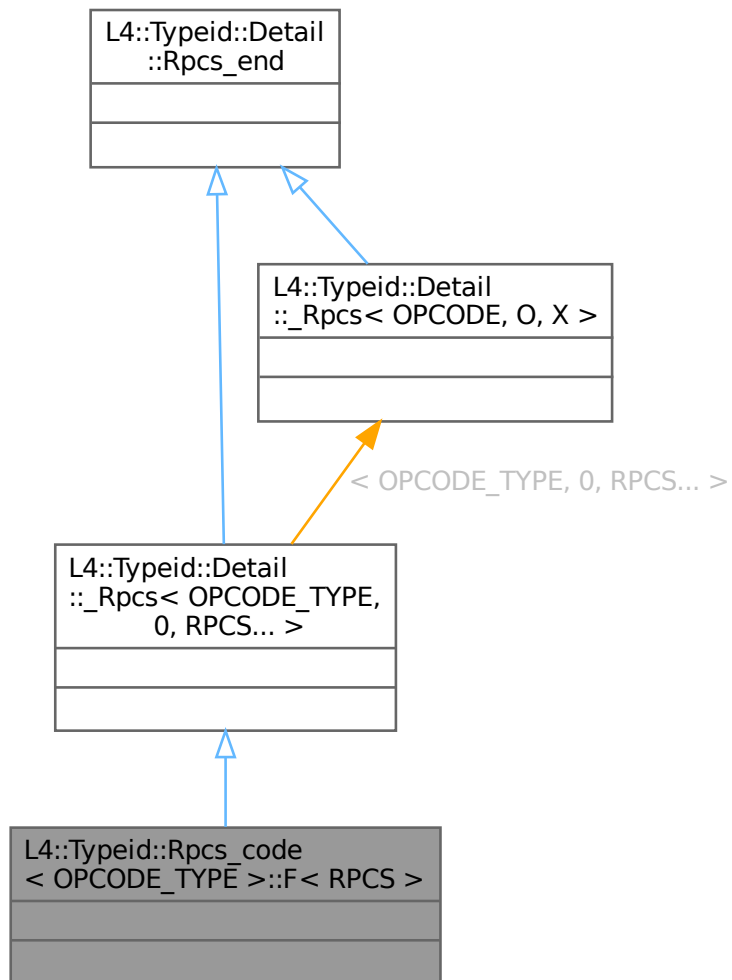 L4::Typeid::Detail
::Rpcs_end
L4::Typeid::Detail
::_Rpcs< OPCODE, O, X >
< OPCODE_TYPE, 0, RPCS... >
L4::Typeid::Detail
::_Rpcs< OPCODE_TYPE,
0, RPCS... >
L4::Typeid::Rpcs_code
< OPCODE_TYPE >::F< RPCS >